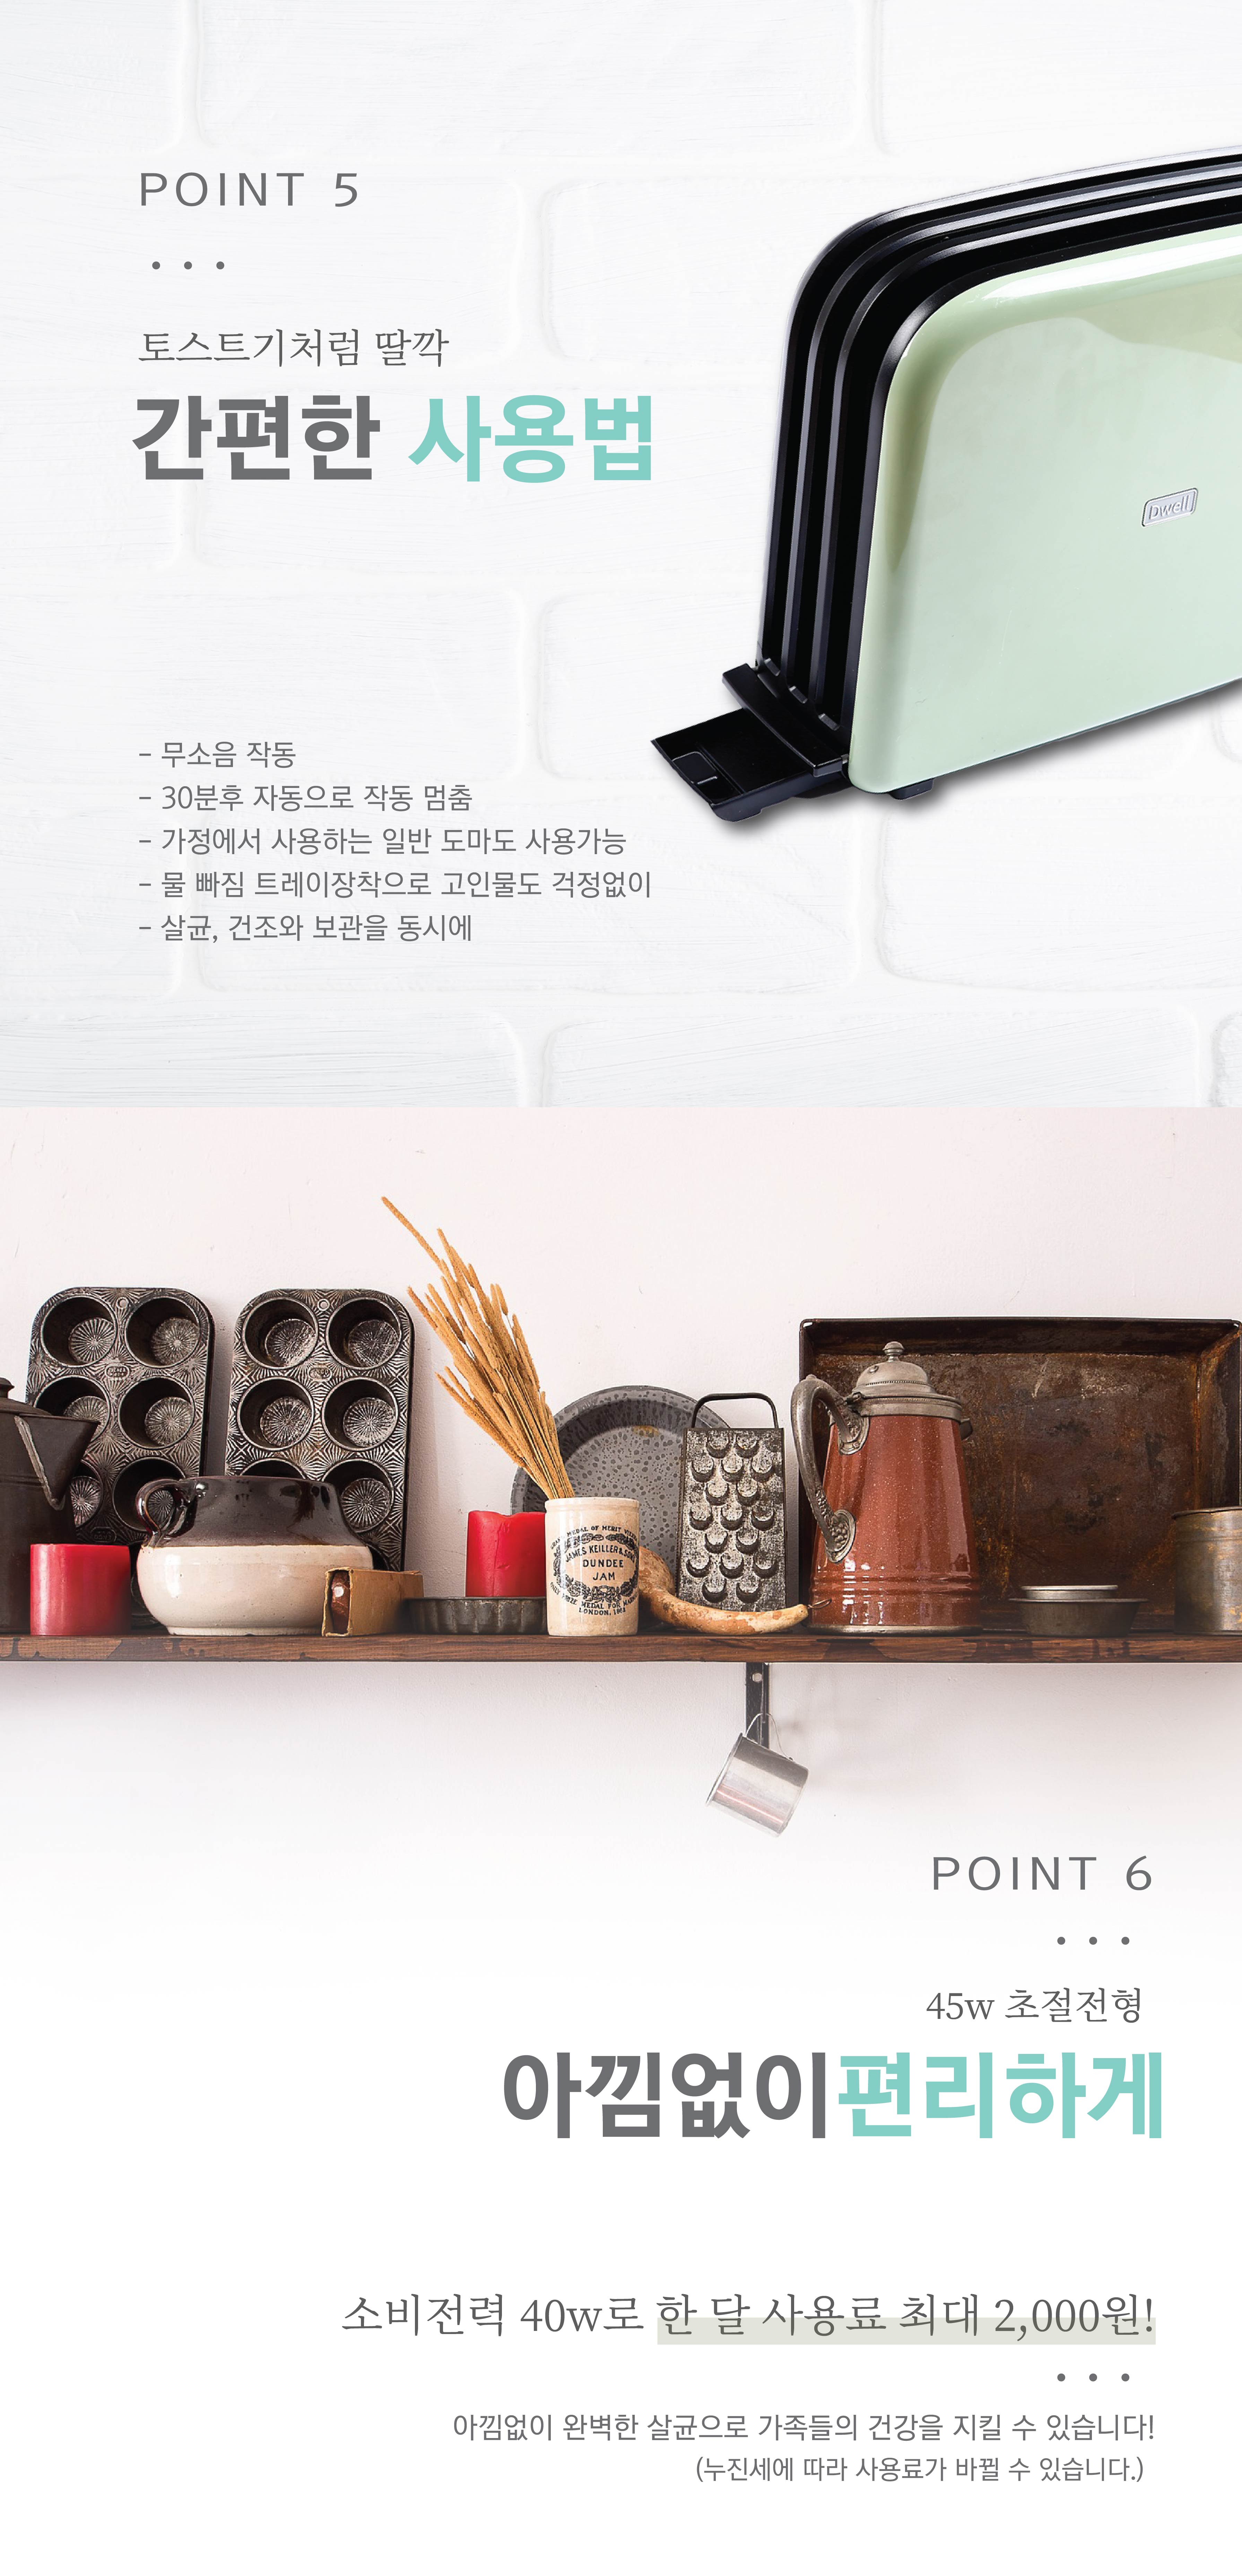 POINT 5
• • •
토스트기처럼 딸깍
간편한 사용법
Dwell
- 무소음 작동
- 30분후 자동으로 작동 멈춤
- 가정에서 사용하는 일반 도마도 사용가능
- 물 빠짐 트레이장착으로 고인물도 걱정없이
- 살균, 건조와 보관을 동시에
JAMES KEILLER & SONS
DUNDEE
JAM
LONDON, 1862
POINT 6
• • •
45w 초절전형
아낌없이편리하게
소비전력 40w로 한 달 사용료 최대 2,000원!
• • •
아낌없이 완벽한 살균으로 가족들의 건강을 지킬 수 있습니다!
(누진세에 따라 사용료가 바뀔 수 있습니다.)